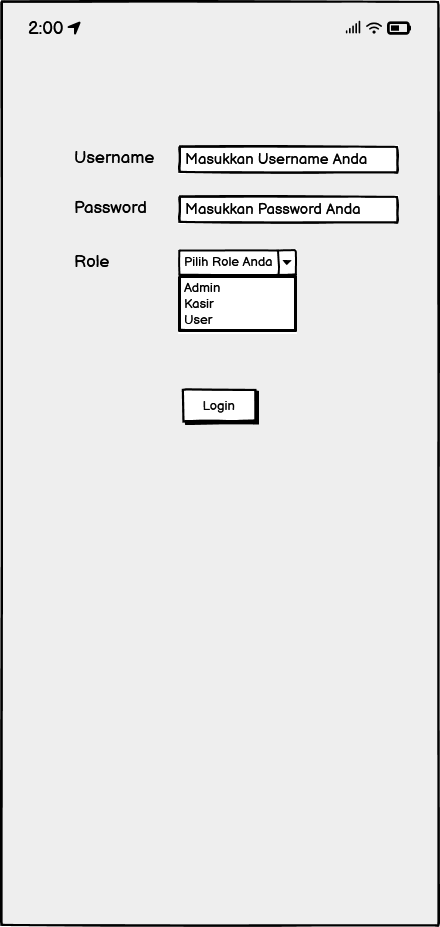 2:00
Username Masukkan Username Anda
Password Masukkan Password Anda
Role Pilih Role Anda
Admin
Kasir
User
Login